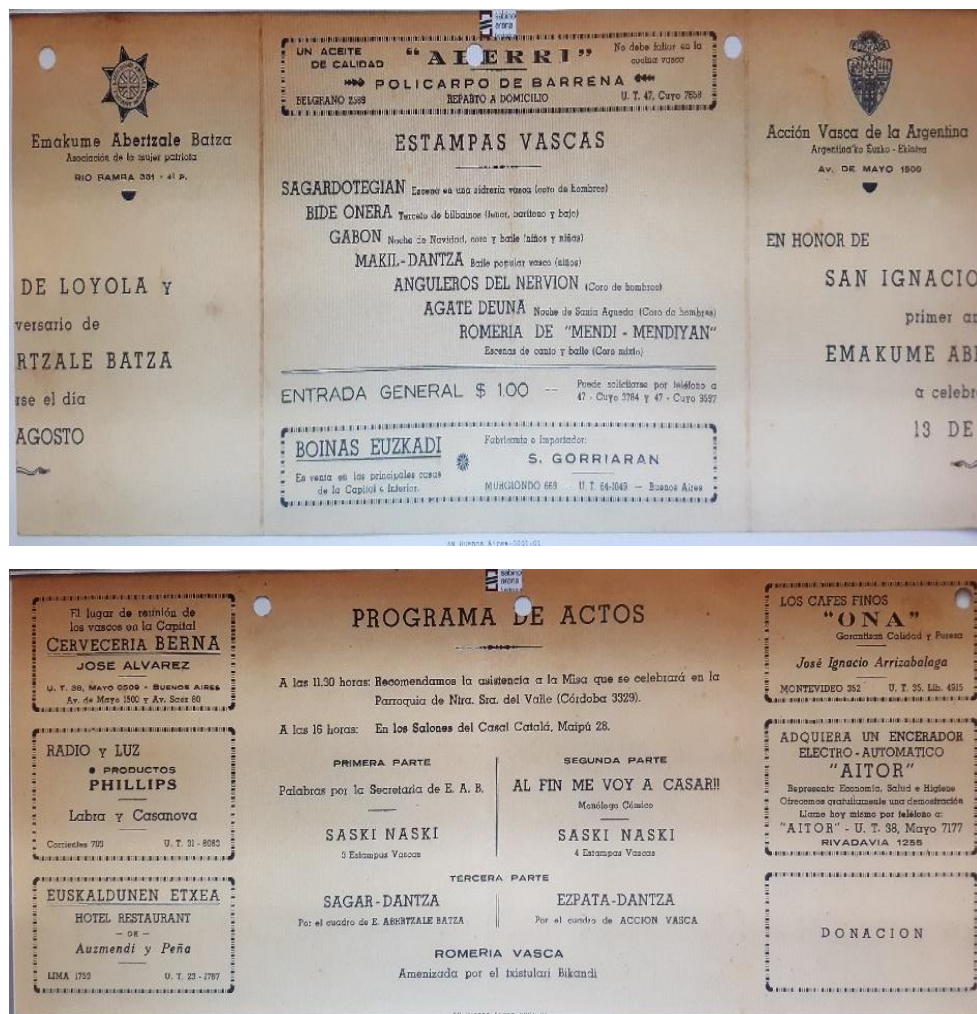 sabino
arana
Emakume Abertzale Batza
Asociación de la mujer patriota
RIO BAMBA 331 - 4º P.
DE LOYOLA Y
versario de
RTZALE BATZA
rse el día
AGOSTO
UN ACEITE
DE CALIDAD
"ABERRI"
No debe faltar en la
cocina vasca
POLICARPO DE BARRENA
BELGRANO 2589
REPARTO A DOMICILIO
U. T. 47, Cuyo 7658
ESTAMPAS VASCAS
SAGARDOTEGIAN Escena en una sidrería vasca (coro de hombres)
BIDE ONERA Terceto de bilbainos (tenor, barítono y bajo)
GABON Noche de Navidad, coro y baile (niños y niñas)
MAKIL-DANTZA Baile popular vasco (niños)
ANGULEROS DEL NERVION (Coro de hombres)
AGATE DEUNA Noche de Santa Agueda (Coro de hombres)
ROMERIA DE "MENDI - MENDIYAN"
Escenas de canto y baile (Coro mixto)
ENTRADA GENERAL $ 1.00 --
Puede solicitarse por teléfono a
47 - Cuyo 3784 y 47 - Cuyo 3597
BOINAS EUZKADI
En venta en las principales casas
de la Capital é Interior.
Fabricante e Importador:
S. GORRIARAN
MURGIONDO 669 U. T. 64-1049 — Buenos Aires
Acción Vasca de la Argentina
Argentina'ko Euzko - Ekintza
AV. DE MAYO 1500
EN HONOR DE
SAN IGNACIO
primer an
EMAKUME ABE
a celebr
13 DE
sabino
arana
El lugar de reunión de
los vascos en la Capital
CERVECERIA BERNA
JOSE ALVAREZ
U. T. 38, MAYO 0509 - BUENOS AIRES
Av. de Mayo 1500 y Av. Saez 80
RADIO Y LUZ
PRODUCTOS
PHILLIPS
Labra y Casanova
Corrientes 703 U. T. 31 - 8083
EUSKALDUNEN ETXEA
HOTEL RESTAURANT
— DE —
Auzmendi y Peña
LIMA 1753 U. T. 23 - 1787
PROGRAMA DE ACTOS
A las 11.30 horas: Recomendamos la asistencia a la Misa que se celebrará en la
Parroquia de Ntra. Sra. del Valle (Córdoba 3329).
A las 16 horas: En los Salones del Casal Catalá, Maipú 28.
PRIMERA PARTE
Palabras por la Secretaria de E. A. B.
SASKI NASKI
3 Estampas Vascas
SEGUNDA PARTE
AL FIN ME VOY A CASAR!!
Monólogo Cómico
SASKI NASKI
4 Estampas Vascas
TERCERA PARTE
SAGAR-DANTZA
Por el cuadro de E. ABERTZALE BATZA
EZPATA-DANTZA
Por el cuadro de ACCION VASCA
ROMERIA VASCA
Amenizada por el txistulari Bikandi
LOS CAFES FINOS
"ONA"
Garantizan Calidad y Pureza
José Ignacio Arrizabalaga
MONTEVIDEO 352 U. T. 35, Lib. 4915
ADQUIERA UN ENCERADOR
ELECTRO - AUTOMATICO
"AITOR"
Representa Economía, Salud e Higiene
Ofrecemos gratuitamente una demostración
Llame hoy mismo por teléfono a:
"AITOR" - U. T. 38, Mayo 7177
RIVADAVIA 1255
DONACION